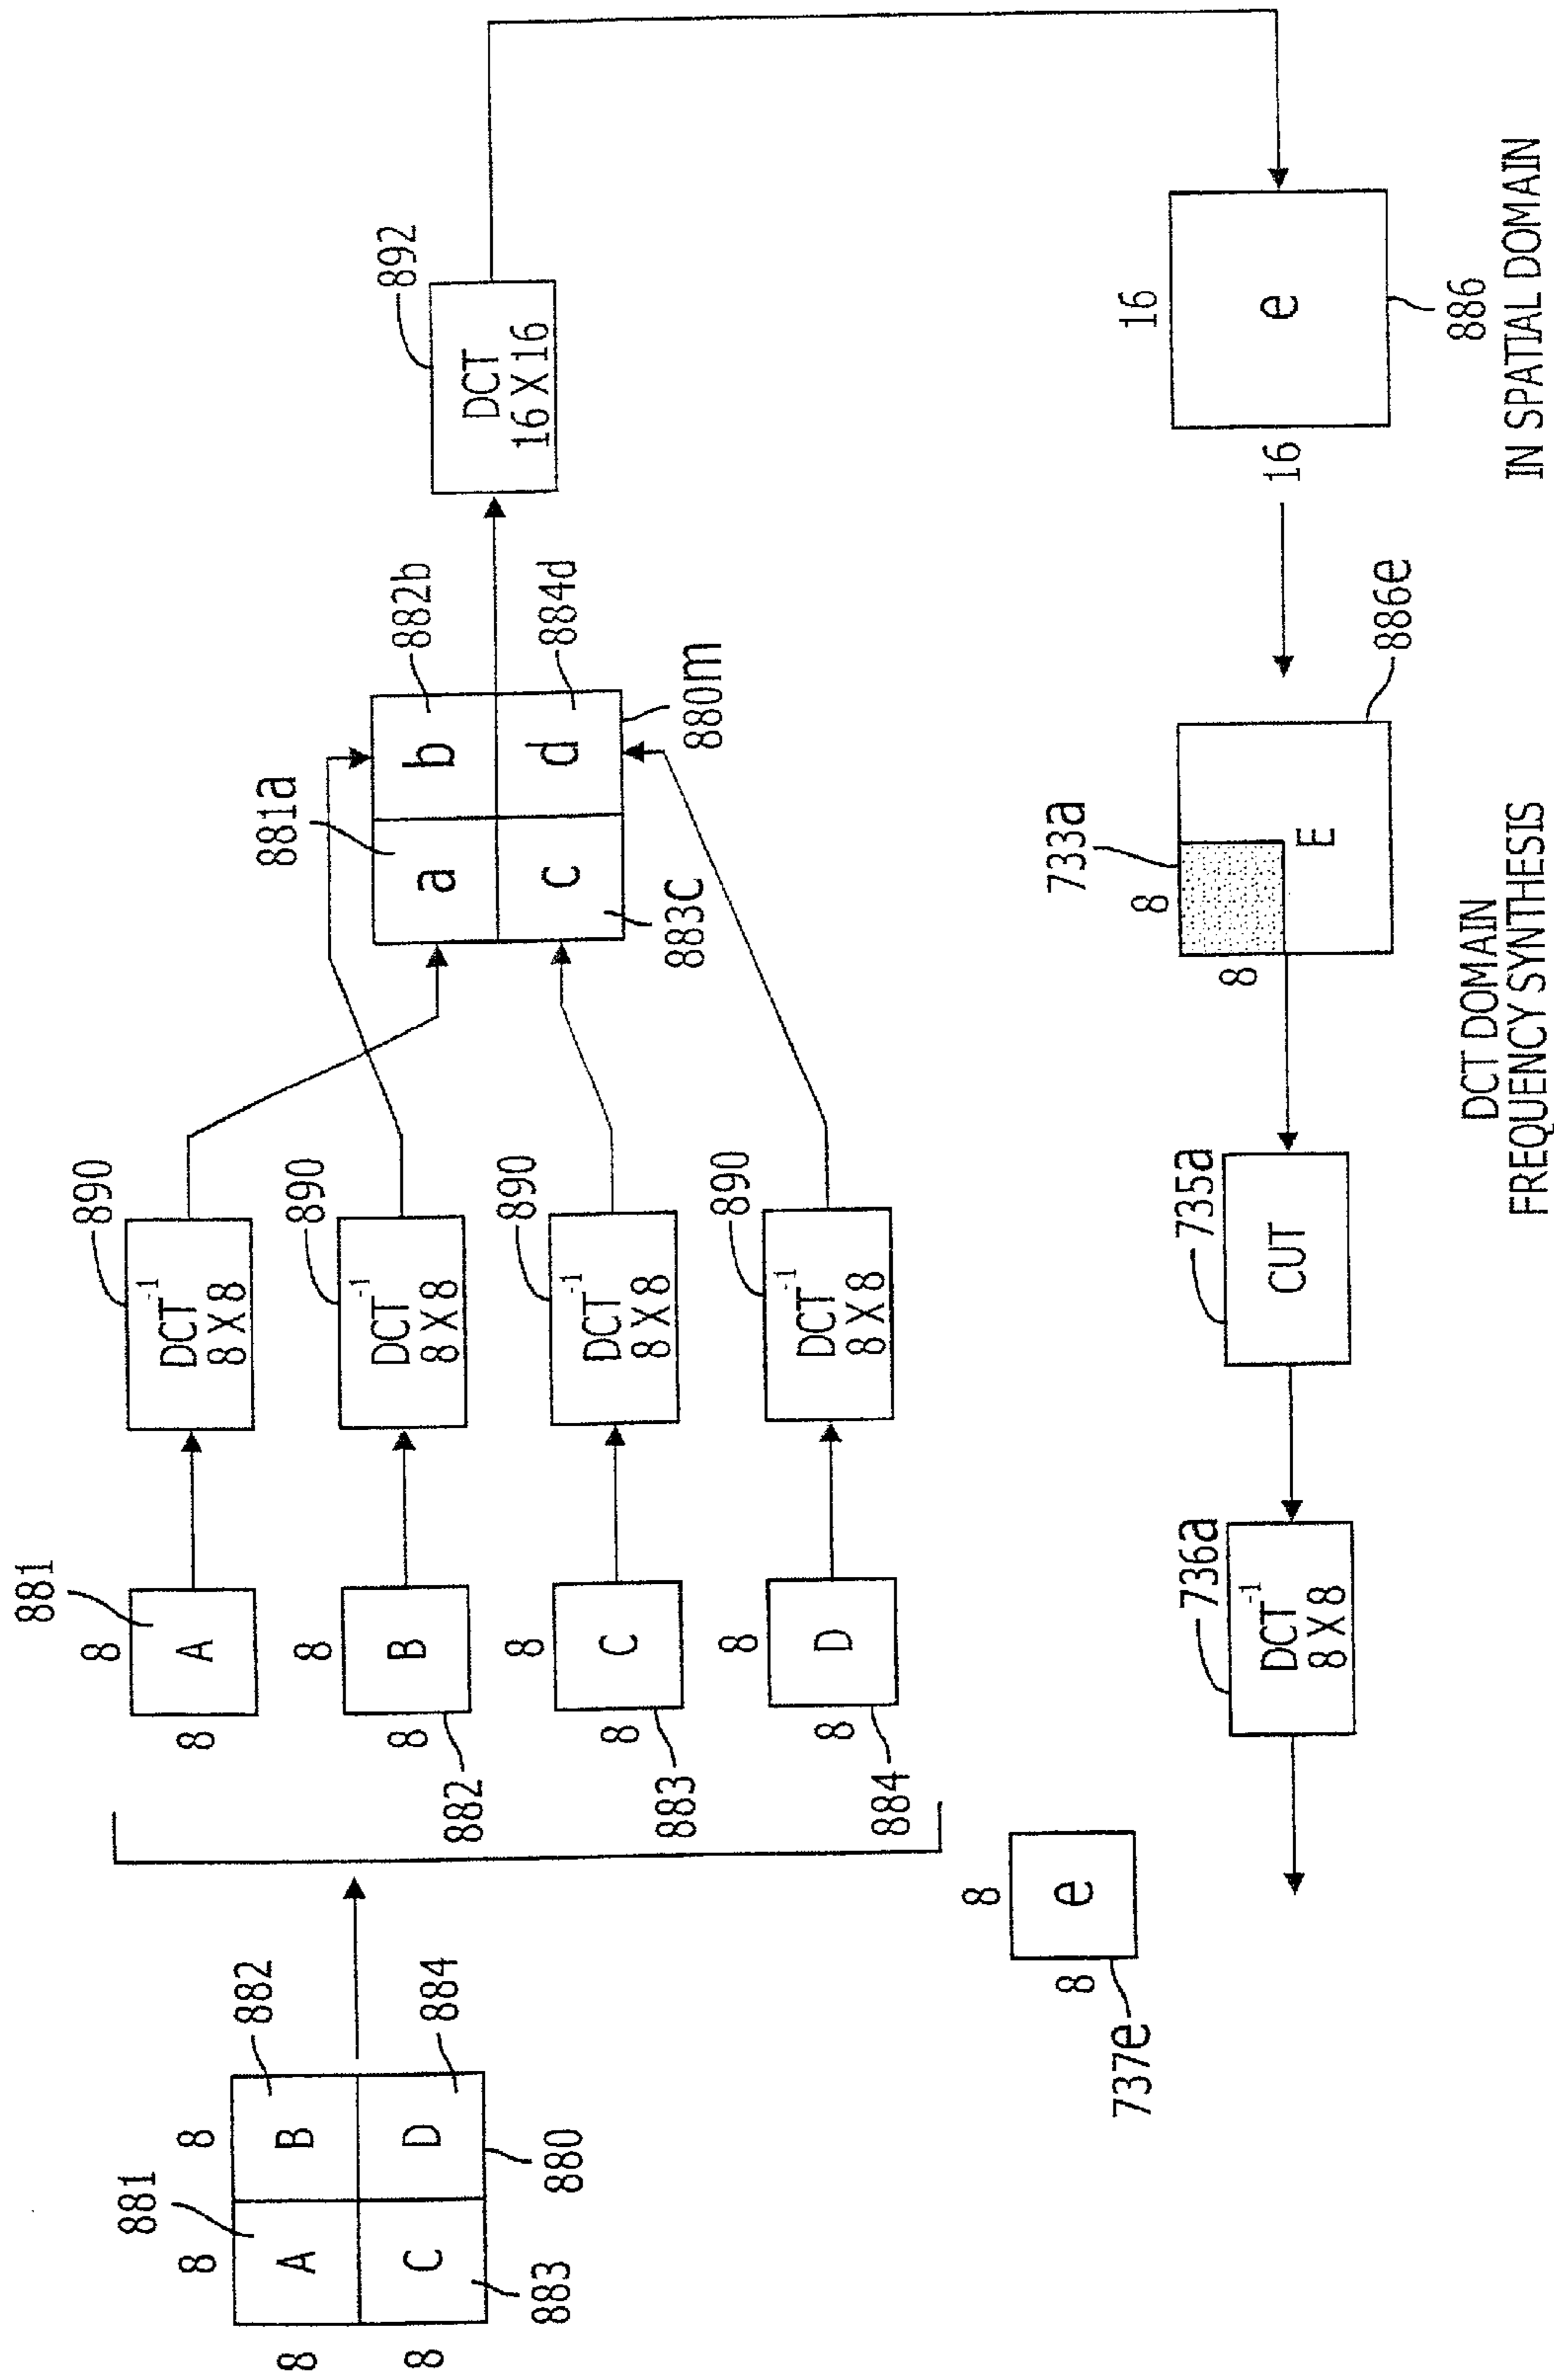 881
882
8
8
8
A
B
8
C
D
883
884
880
881
8
8
A
890
DCT-1
8 X 8
8
8
B
882
890
DCT-1
8 X 8
8
8
C
883
890
DCT-1
8 X 8
8
8
D
884
890
DCT-1
8 X 8
881a
882b
a
b
c
d
883C
884d
880m
892
DCT
16 X 16
16
16
e
886
IN SPATIAL DOMAIN
733a
8
8
E
886e
DCT DOMAIN
FREQUENCY SYNTHESIS
735a
CUT
736a
DCT-1
8 X 8
8
8
e
737e